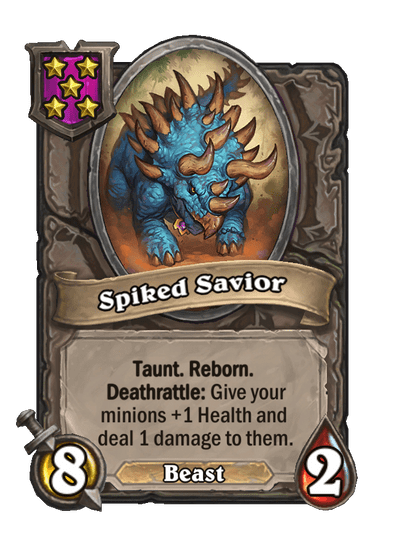 Spiked Savior
Taunt. Reborn.
Deathrattle: Give your
minions +1 Health and
deal 1 damage to them.
8
Beast
2